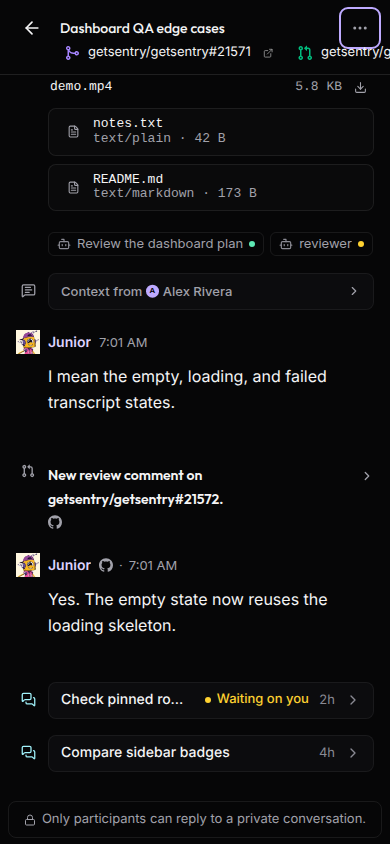 Dashboard QA edge cases
getsentry/getsentry#21571
getsentry/g
demo.mp4 5.8 KB
notes.txt
text/plain · 42 B
README.md
text/markdown · 173 B
Review the dashboard plan
reviewer
Context from A Alex Rivera
Junior 7:01 AM
I mean the empty, loading, and failed
transcript states.
New review comment on
getsentry/getsentry#21572.
Junior · 7:01 AM
Yes. The empty state now reuses the
loading skeleton.
Check pinned ro... Waiting on you 2h
Compare sidebar badges 4h
Only participants can reply to a private conversation.